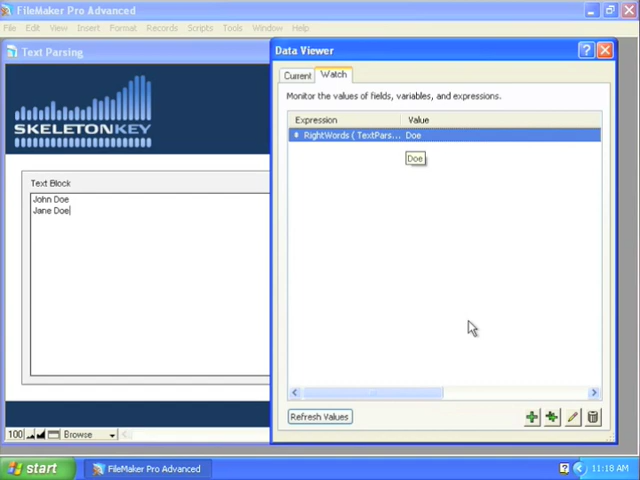 FileMaker Pro Advanced
File Edit View Insert Format Records Scripts Tools Window Help
Text Parsing
SKELETONKEY
Text Block
John Doe
Jane Doe
Data Viewer
Current Watch
Monitor the values of fields, variables, and expressions.
Expression Value
RightWords ( TextPars... Doe
Doe
Refresh Values
100 Browse
start FileMaker Pro Advanced 11:18 AM